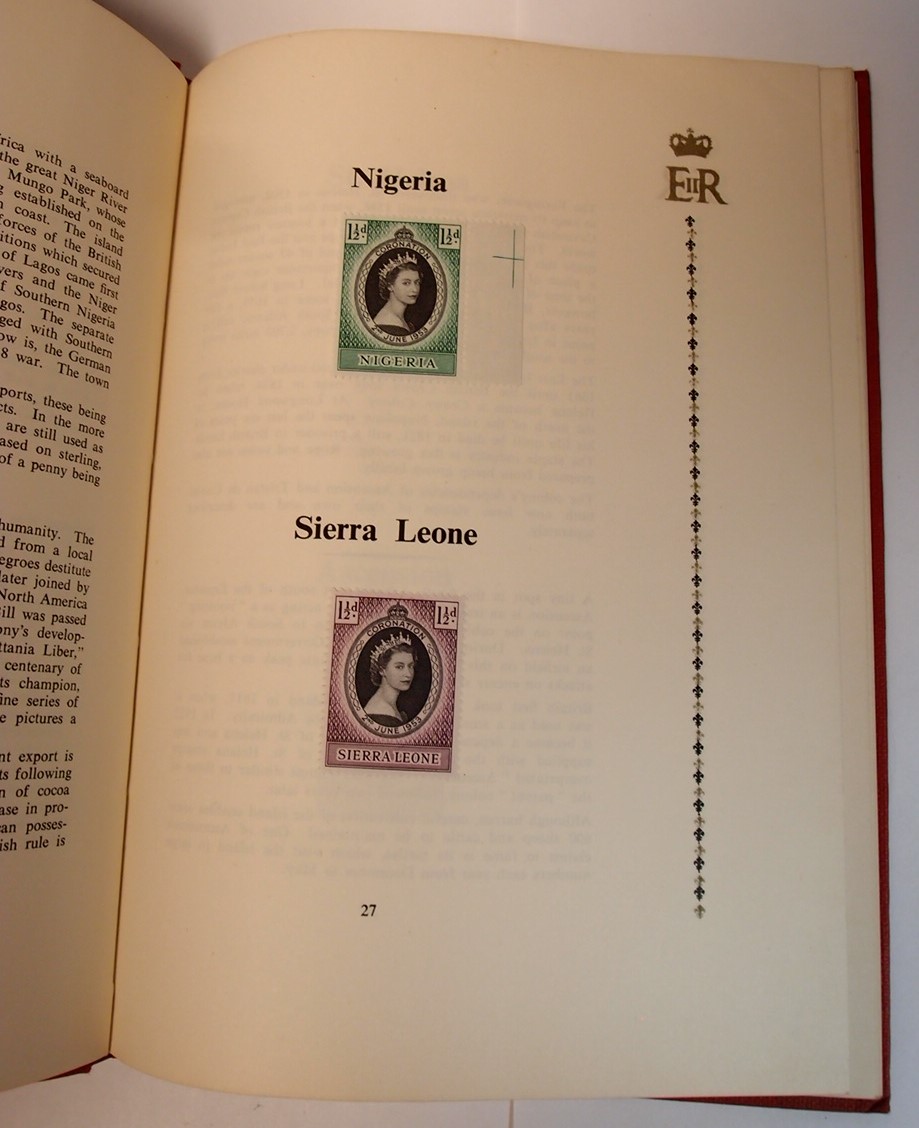 rica with a seaboard
the great Niger River
Mungo Park, whose
established on the
coast. The island
forces of the British
itions which secured
of Lagos came first
vers and the Niger
f Southern Nigeria
gos. The separate
ged with Southern
ow is, the German
8 war. The town
ports, these being
cts. In the more
are still used as
ased on sterling,
of a penny being
humanity. The
d from a local
egroes destitute
later joined by
North America
ill was passed
ony's develop-
ttania Liber,"
centenary of
ts champion,
fine series of
e pictures a
nt export is
ts following
n of cocoa
ase in pro-
can posses-
ish rule is
EIIR
Nigeria
1½d. 1½d.
CORONATION
2ND JUNE 1953
NIGERIA
Sierra Leone
1½d. 1½d.
CORONATION
2ND JUNE 1953
SIERRA LEONE
27